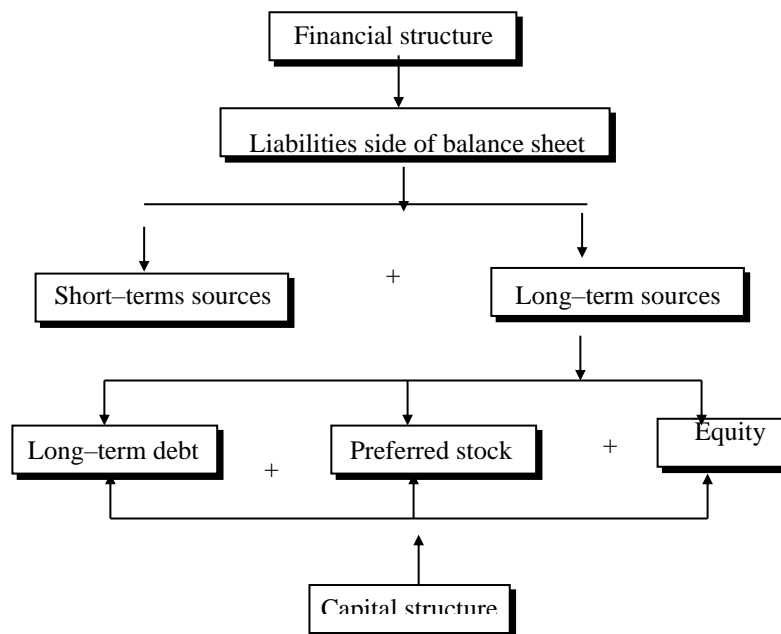 Financial structure
Liabilities side of balance sheet
+
Short–terms sources
Long–term sources
Long–term debt
+
Preferred stock
+
Equity
Capital structure